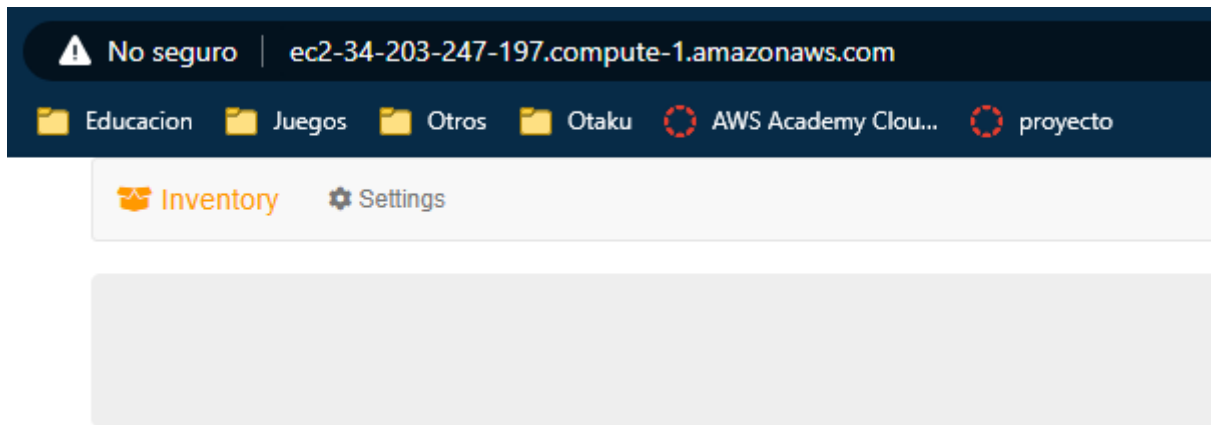 No seguro ec2-34-203-247-197.compute-1.amazonaws.com
Educacion Juegos Otros Otaku AWS Academy Clou... proyecto
Inventory Settings